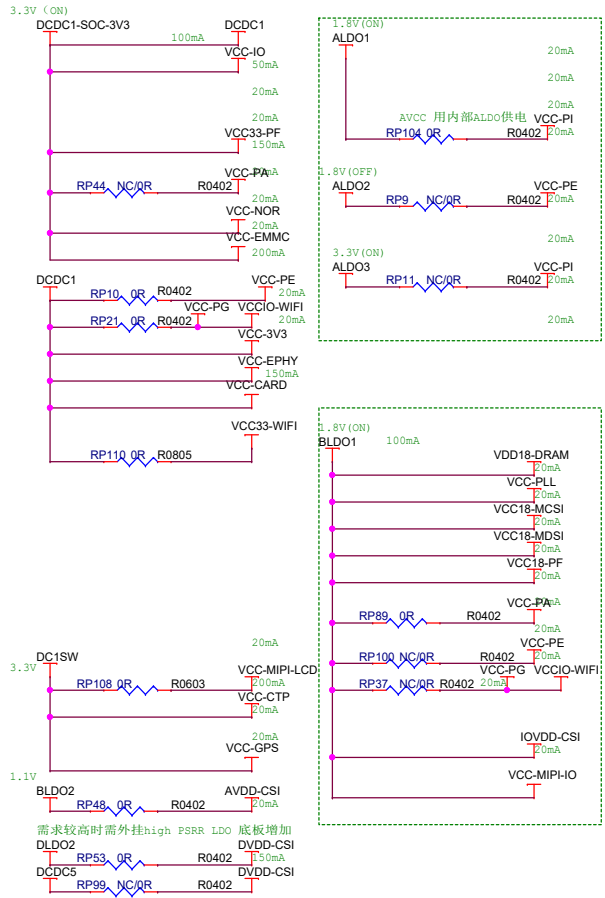 3.3V（ON）
DCDC1-SOC-3V3
DCDC1
100mA
VCC-IO
50mA
20mA
20mA
VCC33-PF
150mA
20mA
VCC-PA
RP44 NC/0R R0402
20mA
VCC-NOR
20mA
VCC-EMMC
200mA
DCDC1
VCC-PE
RP10 0R R0402
20mA
VCC-PG
VCCIO-WIFI
RP21 0R R0402
20mA
VCC-3V3
VCC-EPHY
150mA
VCC-CARD
VCC33-WIFI
RP110 0R R0805
20mA
DC1SW
3.3V
VCC-MIPI-LCD
RP108 0R R0603
200mA
VCC-CTP
20mA
20mA
VCC-GPS
1.1V
BLDO2
AVDD-CSI
RP48 0R R0402
20mA
需求较高时需外挂high PSRR LDO 底板增加
DLDO2
DVDD-CSI
RP53 0R R0402
150mA
DCDC5
DVDD-CSI
RP99 NC/0R R0402
1.8V(ON)
ALDO1
20mA
20mA
20mA
AVCC 用内部ALDO供电
VCC-PI
RP104 0R R0402
20mA
20mA
1.8V(OFF)
ALDO2
VCC-PE
RP9 NC/0R R0402
20mA
20mA
3.3V(ON)
ALDO3
VCC-PI
RP11 NC/0R R0402
20mA
20mA
1.8V(ON)
BLDO1
100mA
VDD18-DRAM
20mA
VCC-PLL
20mA
VCC18-MCSI
20mA
VCC18-MDSI
20mA
VCC18-PF
20mA
20mA
VCC-PA
RP89 0R R0402
20mA
VCC-PE
RP100 NC/0R R0402
20mA
VCC-PG
VCCIO-WIFI
RP37 NC/0R R0402
20mA
IOVDD-CSI
20mA
VCC-MIPI-IO